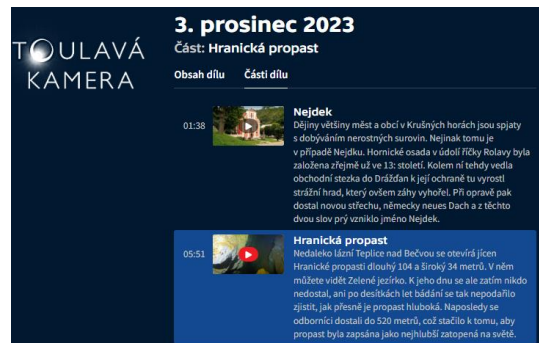 TOULAVÁ
KAMERA
3. prosinec 2023
Část: Hranická propast
Obsah dílu Části dílu
01:38
Nejdek
Dějiny většiny měst a obcí v Krušných horách jsou spjaty
s dobýváním nerostných surovin. Nejinak tomu je
v případě Nejdku. Hornické osada v údolí říčky Rolavy byla
založena zřejmě už ve 13: století. Kolem ní tehdy vedla
obchodní stezka do Drážďan k její ochraně tu vyrostl
strážní hrad, který ovšem záhy vyhořel. Při opravě pak
dostal novou střechu, německy neues Dach a z těchto
dvou slov prý vzniklo jméno Nejdek.
05:51
Hranická propast
Nedaleko lázní Teplice nad Bečvou se otevírá jícen
Hranické propasti dlouhý 104 a široký 34 metrů. V něm
můžete vidět Zelené jezírko. K jeho dnu se ale zatím nikdo
nedostal, ani po desítkách let bádání se tak nepodařilo
zjistit, jak přesně je propast hluboká. Naposledy se
odborníci dostali do 520 metrů, což stačilo k tomu, aby
propast byla zapsána jako nejhlubší zatopená na světě.